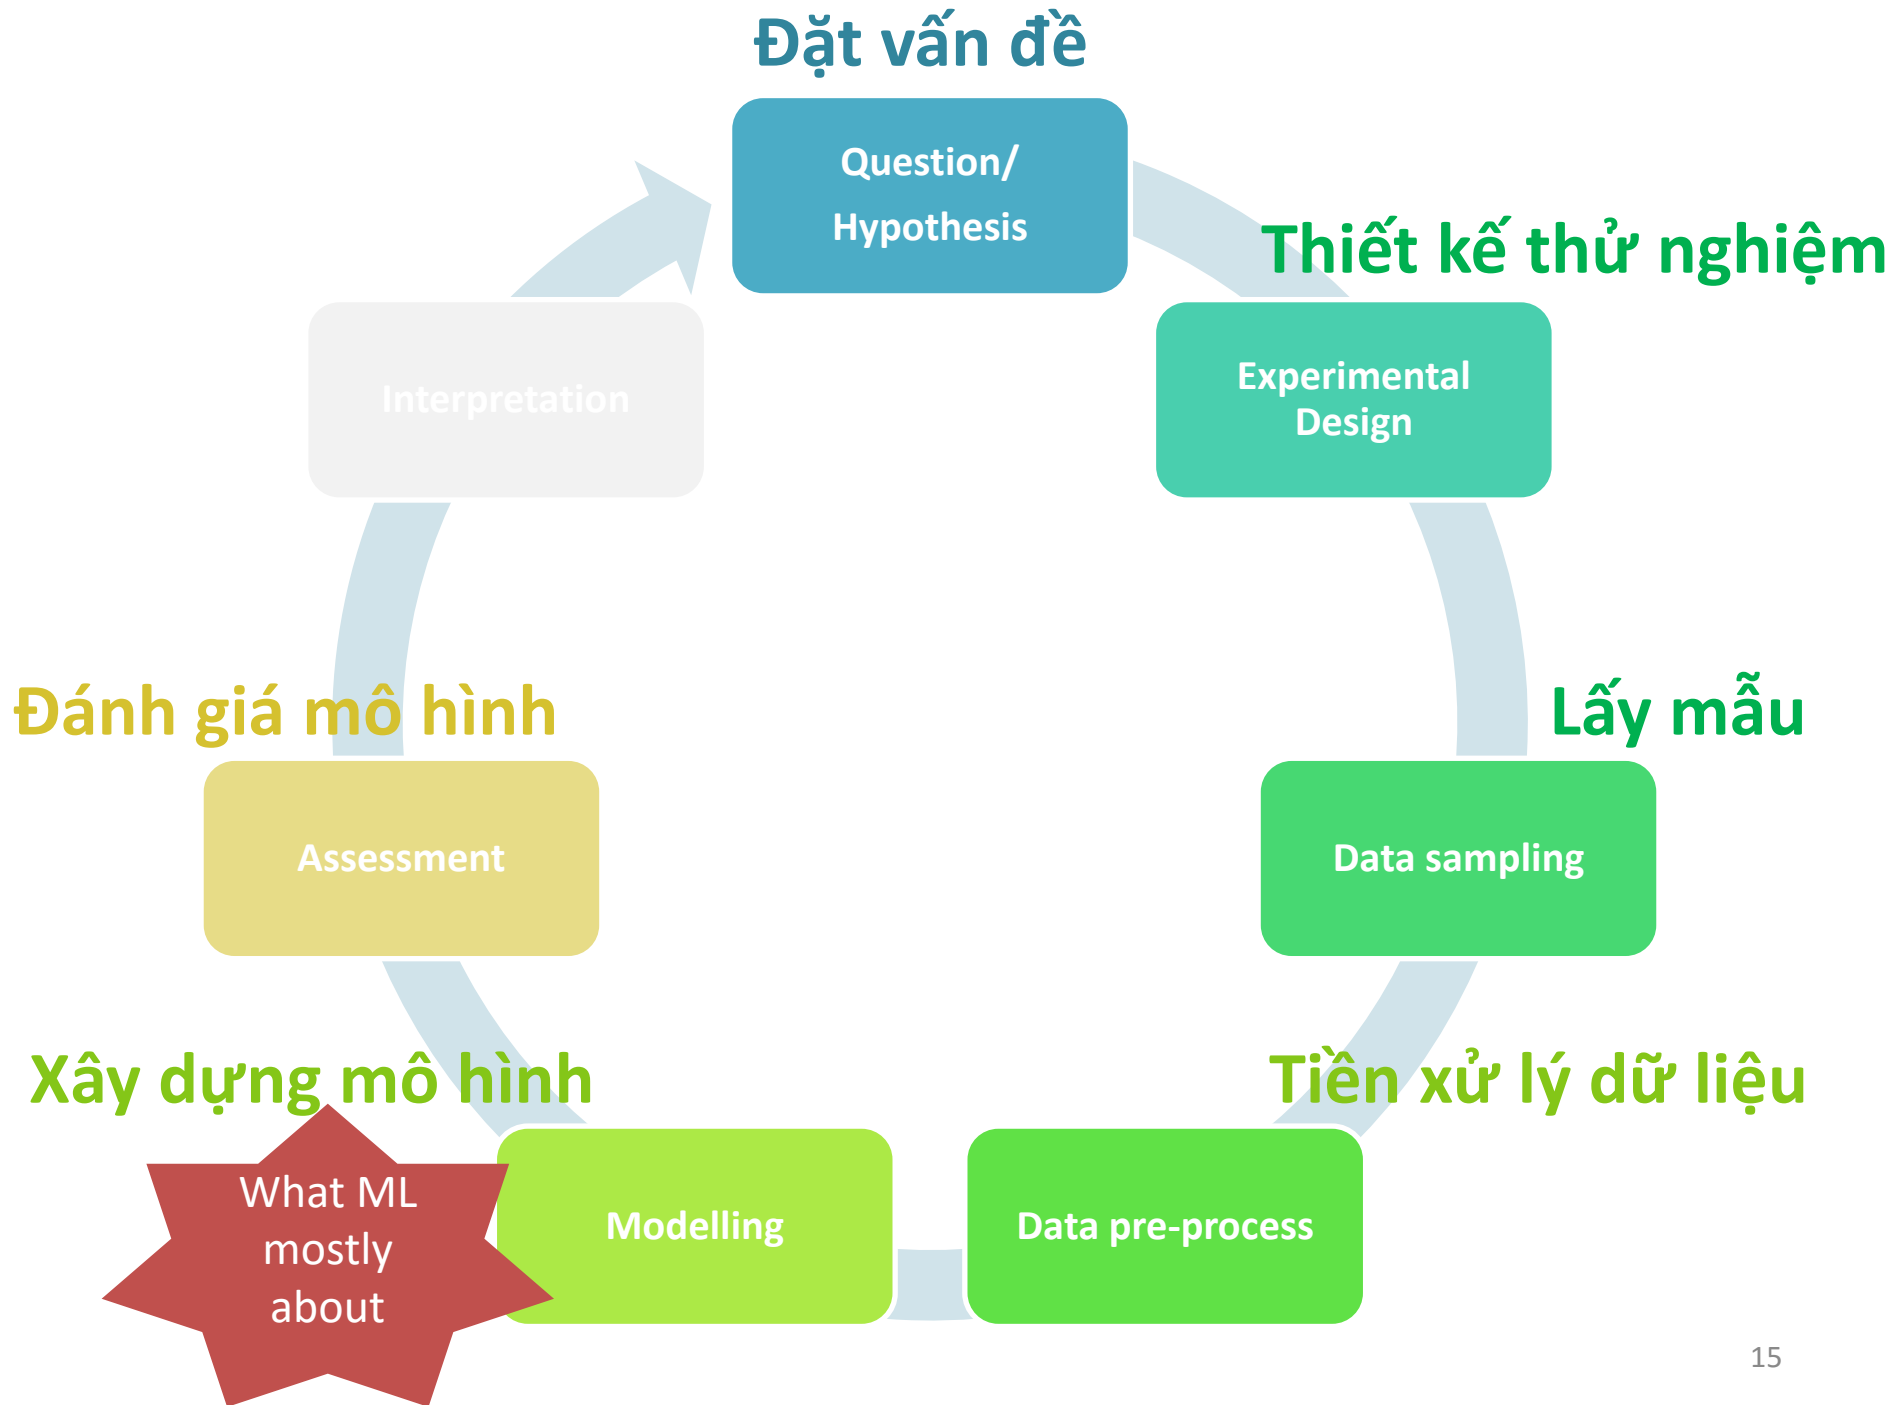 Đặt vấn đề
Question/
Hypothesis
Thiết kế thử nghiệm
Experimental
Design
Lấy mẫu
Data sampling
Tiền xử lý dữ liệu
Data pre-process
Xây dựng mô hình
Modelling
What ML
mostly
about
Đánh giá mô hình
Assessment
Interpretation
15